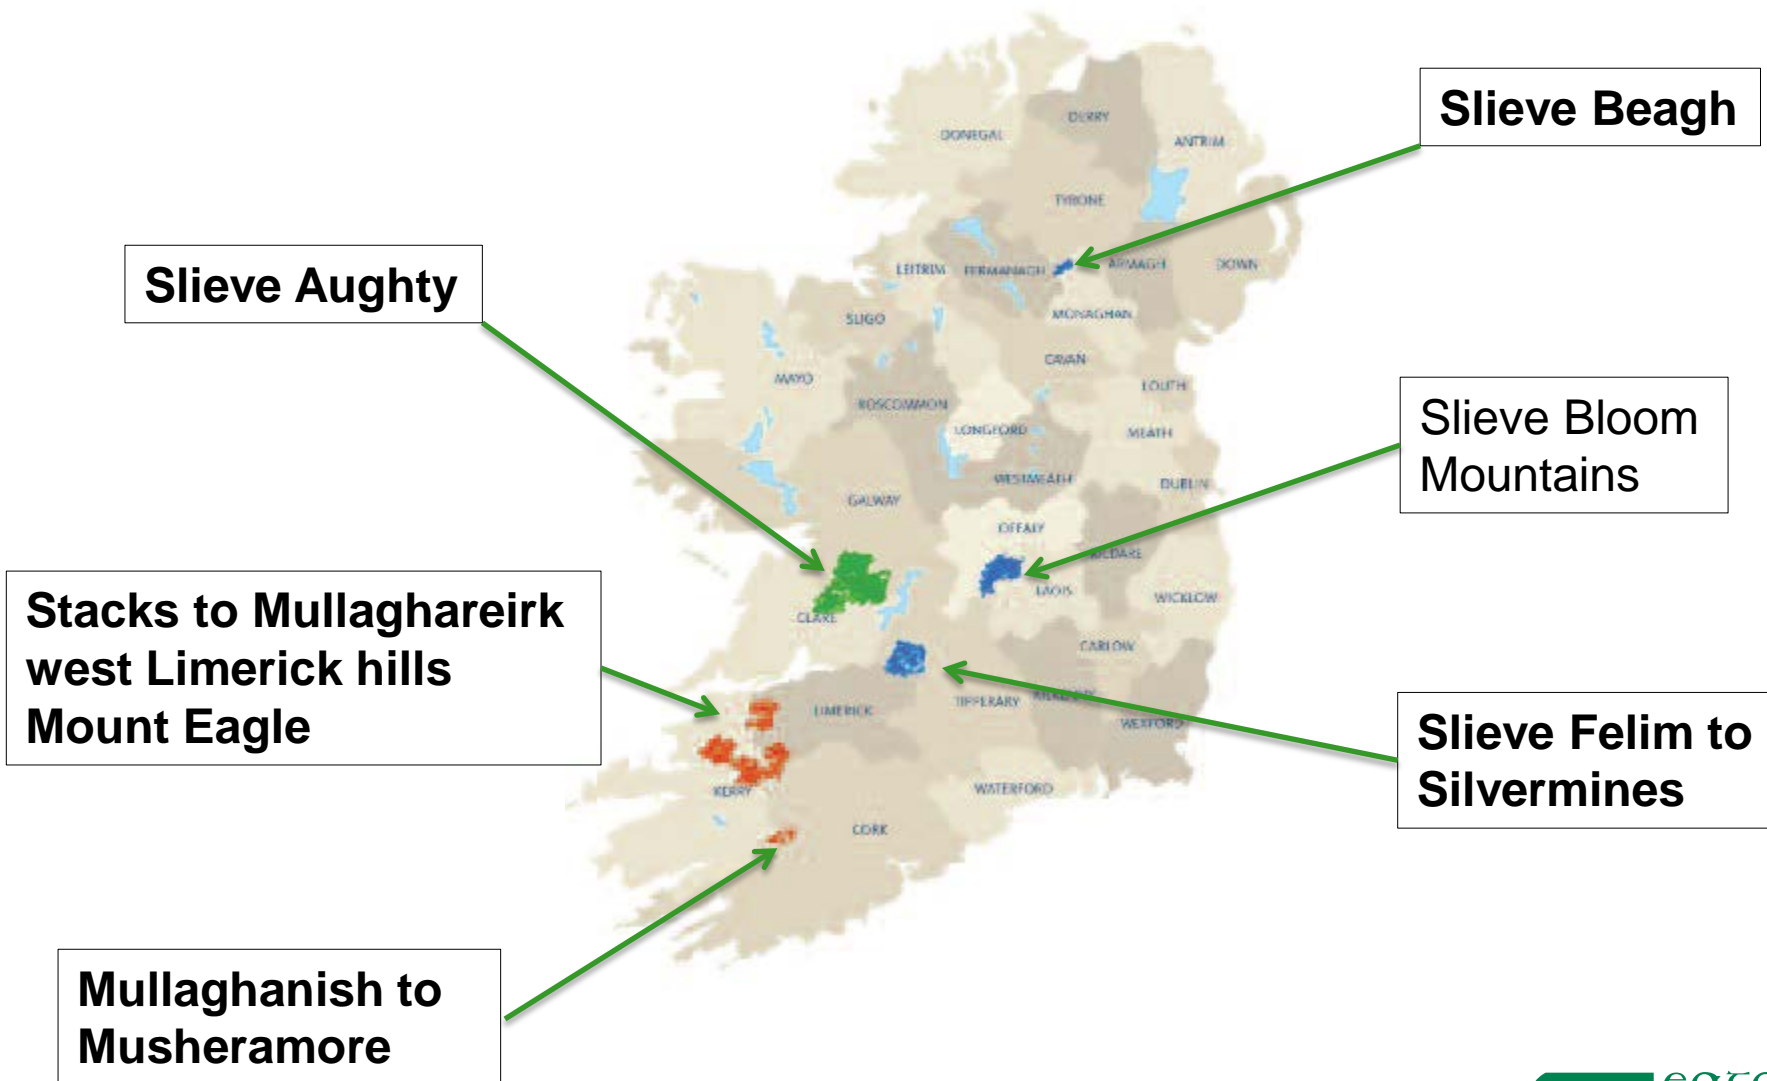 Slieve Beagh
DERRY
DONEGAL
ANTRIM
TYRONE
Slieve Aughty
LEITRIM
FERMANAGH
ARMAGH
DOWN
SLIGO
MONAGHAN
CAVAN
MAYO
LOUTH
ROSCOMMON
LONGFORD
MEATH
Slieve Bloom
Mountains
WESTMEATH
DUBLIN
GALWAY
OFFALY
KILDARE
Stacks to Mullaghareirk
west Limerick hills
Mount Eagle
LAOIS
WICKLOW
CLARE
CARLOW
TIPPERARY
KILKENNY
LIMERICK
WEXFORD
Slieve Felim to
Silvermines
KERRY
WATERFORD
CORK
Mullaghanish to
Musheramore